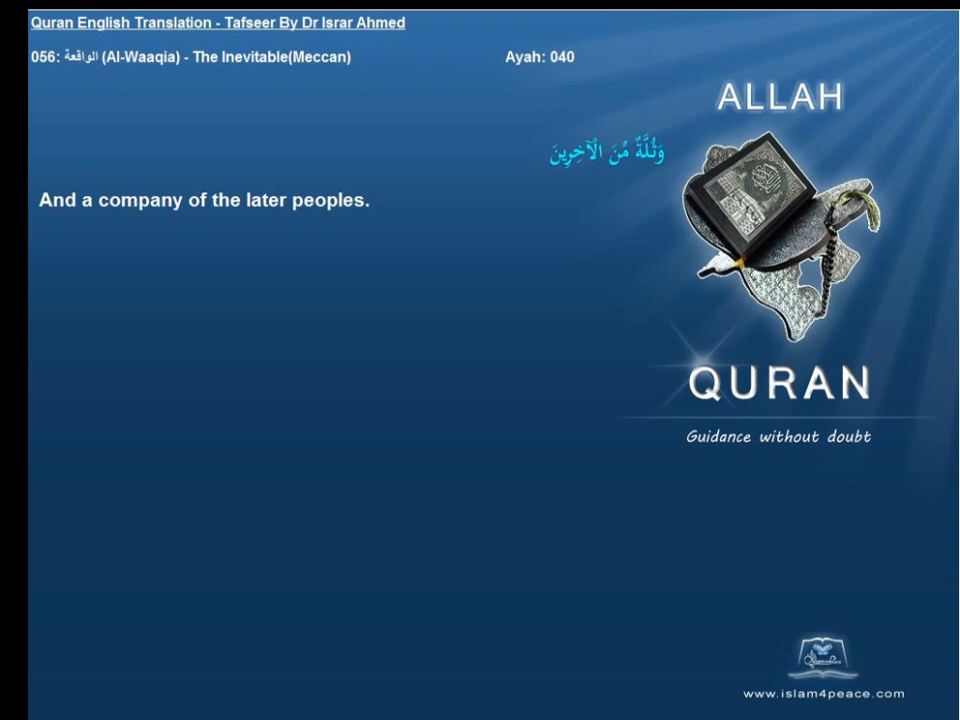 Quran English Translation - Tafseer By Dr Israr Ahmed
056: الواقعة (Al-Waaqia) - The Inevitable(Meccan) Ayah: 040
ALLAH
وَثُلَّةٌ مِّنَ الْآخِرِينَ
And a company of the later peoples.
QURAN
Guidance without doubt
www.islam4peace.com